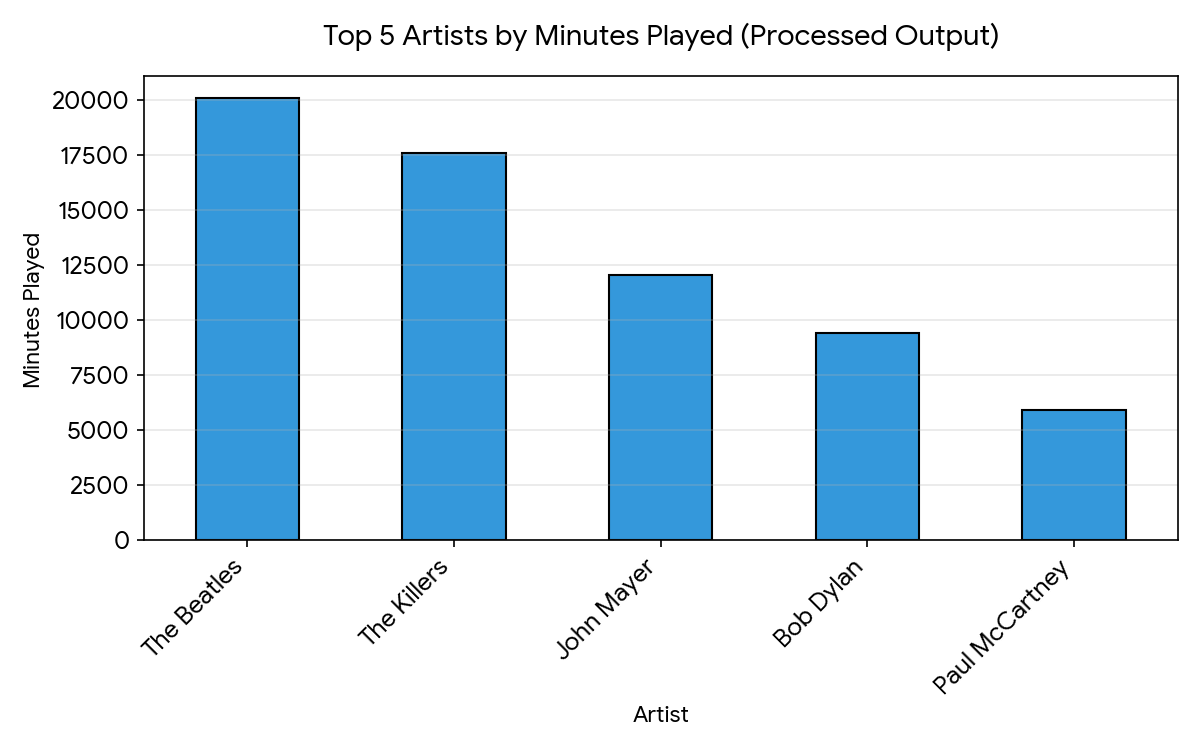 Top 5 Artists by Minutes Played (Processed Output)
Minutes Played
20000
17500
15000
12500
10000
7500
5000
2500
0
The Beatles
The Killers
John Mayer
Bob Dylan
Paul McCartney
Artist